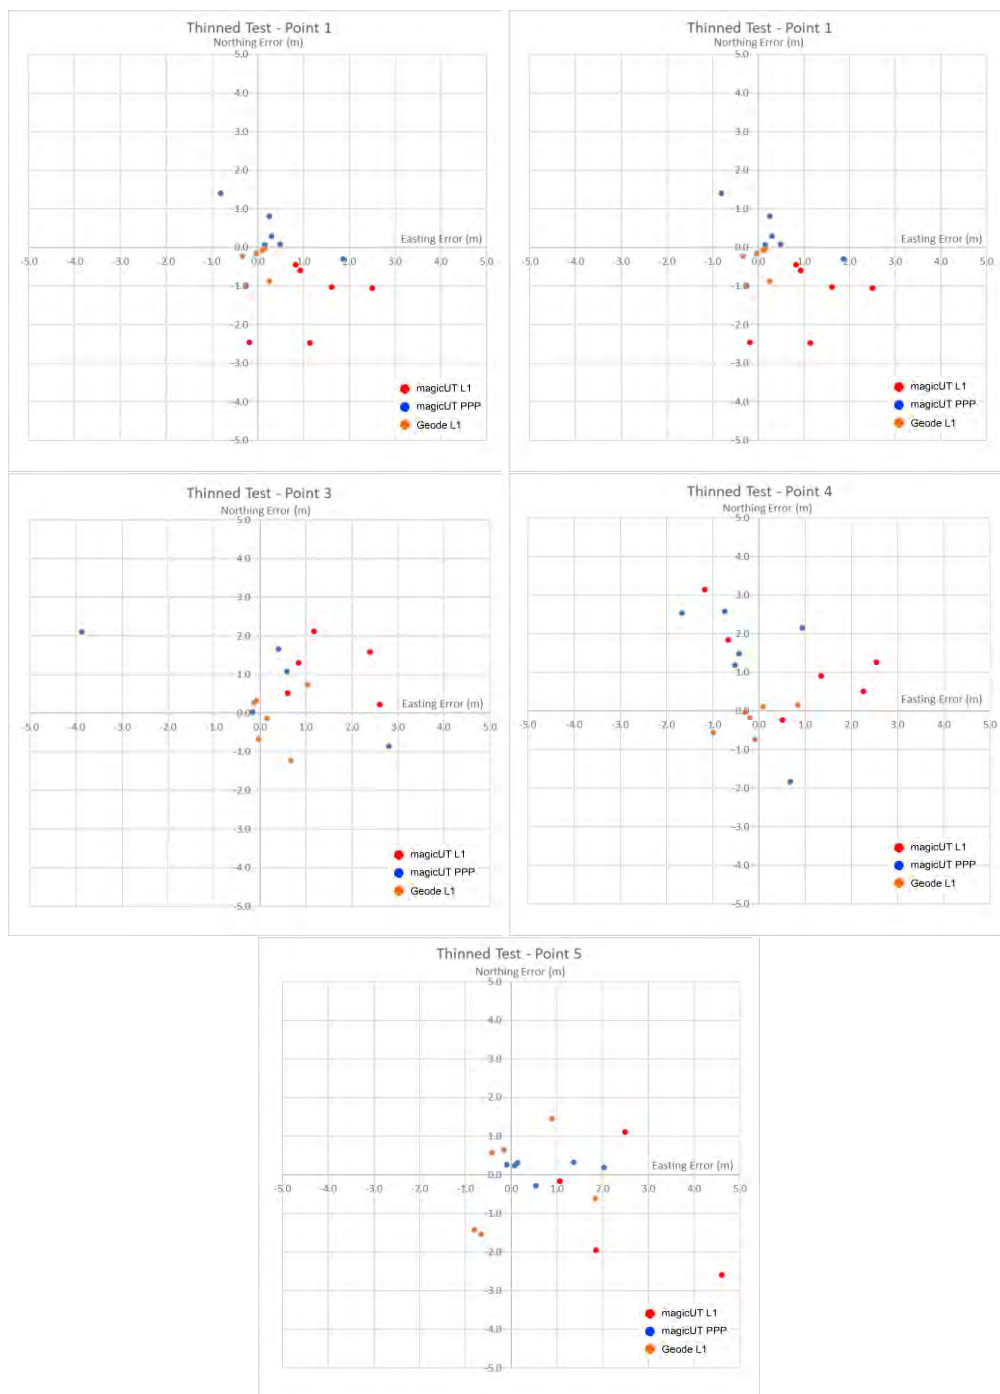 Thinned Test - Point 1
Northing Error (m)
5.0
4.0
3.0
2.0
1.0
Easting Error (m)
0.0
-5.0 -4.0 -3.0 -2.0 -1.0 0.0 1.0 2.0 3.0 4.0 5.0
-1.0
-2.0
-3.0
-4.0
-5.0
magicUT L1
magicUT PPP
Geode L1
Thinned Test - Point 1
Northing Error (m)
5.0
4.0
3.0
2.0
1.0
Easting Error (m)
0.0
-5.0 -4.0 -3.0 -2.0 -1.0 0.0 1.0 2.0 3.0 4.0 5.0
-1.0
-2.0
-3.0
-4.0
-5.0
magicUT L1
magicUT PPP
Geode L1
Thinned Test - Point 3
Northing Error (m)
5.0
4.0
3.0
2.0
1.0
Easting Error (m)
0.0
-5.0 -4.0 -3.0 -2.0 -1.0 0.0 1.0 2.0 3.0 4.0 5.0
-1.0
-2.0
-3.0
-4.0
-5.0
magicUT L1
magicUT PPP
Geode L1
Thinned Test - Point 4
Northing Error (m)
5.0
4.0
3.0
2.0
1.0
Easting Error (m)
0.0
-5.0 -4.0 -3.0 -2.0 -1.0 0.0 1.0 2.0 3.0 4.0 5.0
-1.0
-2.0
-3.0
-4.0
-5.0
magicUT L1
magicUT PPP
Geode L1
Thinned Test - Point 5
Northing Error (m)
5.0
4.0
3.0
2.0
1.0
Easting Error (m)
0.0
-5.0 -4.0 -3.0 -2.0 -1.0 0.0 1.0 2.0 3.0 4.0 5.0
-1.0
-2.0
-3.0
-4.0
-5.0
magicUT L1
magicUT PPP
Geode L1